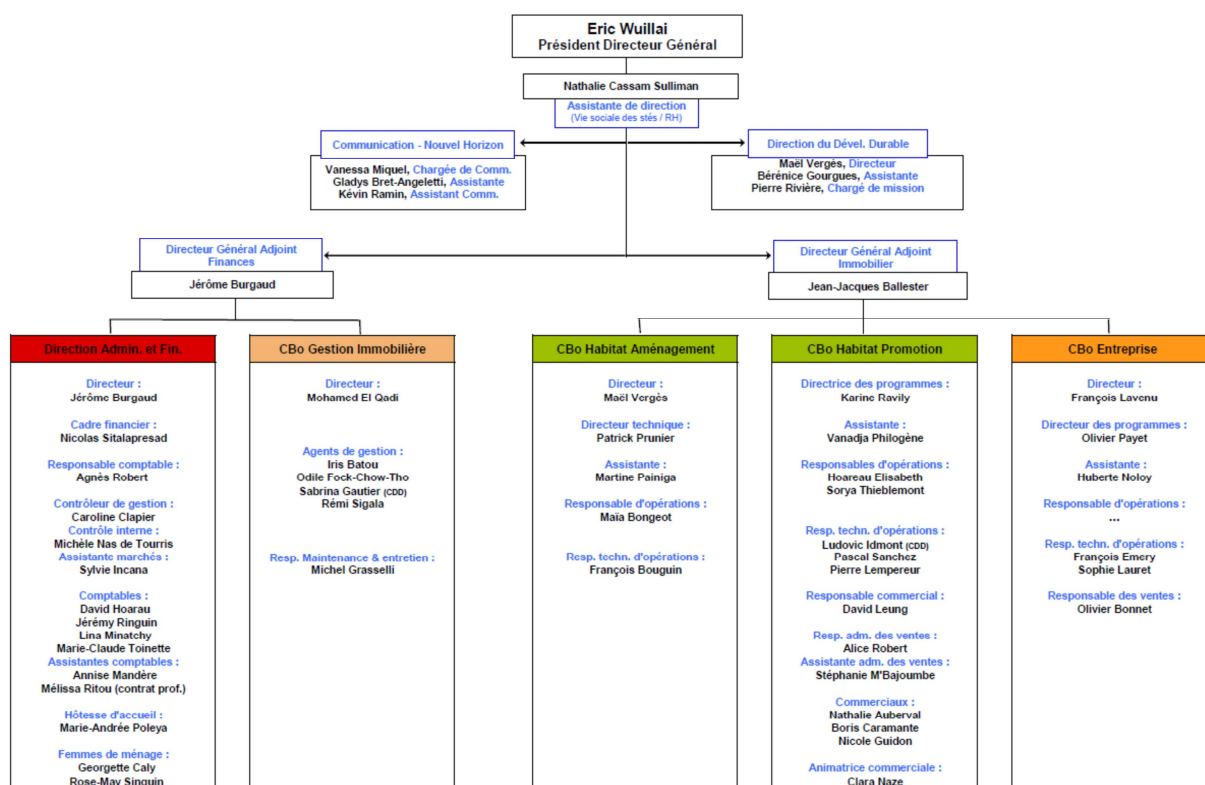 Eric Wuillai
Président Directeur Général
Nathalie Cassam Sulliman
Assistante de direction
(Vie sociale des stés / RH)
Communication - Nouvel Horizon
Vanessa Miquel, Chargée de Comm.
Gladys Bret-Angeletti, Assistante
Kévin Ramin, Assistant Comm.
Direction du Dével. Durable
Maël Vergès, Directeur
Bérénice Gourgues, Assistante
Pierre Rivière, Chargé de mission
Directeur Général Adjoint
Finances
Jérôme Burgaud
Directeur Général Adjoint
Immobilier
Jean-Jacques Ballester
Direction Admin. et Fin.
Directeur :
Jérôme Burgaud
Cadre financier :
Nicolas Sitalapresad
Responsable comptable :
Agnès Robert
Contrôleur de gestion :
Caroline Clapier
Contrôle interne :
Michèle Nas de Tourris
Assistante marchés :
Sylvie Incana
Comptables :
David Hoarau
Jérémy Ringuin
Lina Minatchy
Marie-Claude Toinette
Assistantes comptables :
Annise Mandère
Mélissa Ritou (contrat prof.)
Hôtesse d'accueil :
Marie-Andrée Poleya
Femmes de ménage :
Georgette Caly
Rose-May Singuin
CBo Gestion Immobilière
Directeur :
Mohamed El Qadi
Agents de gestion :
Iris Batou
Odile Fock-Chow-Tho
Sabrina Gautier (CDD)
Rémi Sigala
Resp. Maintenance & entretien :
Michel Grasselli
CBo Habitat Aménagement
Directeur :
Maël Vergès
Directeur technique :
Patrick Prunier
Assistante :
Martine Painiga
Responsable d'opérations :
Maïa Bongeot
Resp. techn. d'opérations :
François Bouguin
CBo Habitat Promotion
Directrice des programmes :
Karine Ravily
Assistante :
Vanadja Philogène
Responsables d'opérations :
Hoareau Elisabeth
Sorya Thieblemont
Resp. techn. d'opérations :
Ludovic Idmont (CDD)
Pascal Sanchez
Pierre Lempereur
Responsable commercial :
David Leung
Resp. adm. des ventes :
Alice Robert
Assistante adm. des ventes :
Stéphanie M'Bajoumbe
Commerciaux :
Nathalie Auberval
Boris Caramante
Nicole Guidon
Animatrice commerciale :
Clara Naze
CBo Entreprise
Directeur :
François Lavenu
Directeur des programmes :
Olivier Payet
Assistante :
Huberte Noloy
Responsable d'opérations :
...
Resp. techn. d'opérations :
François Emery
Sophie Lauret
Responsable des ventes :
Olivier Bonnet